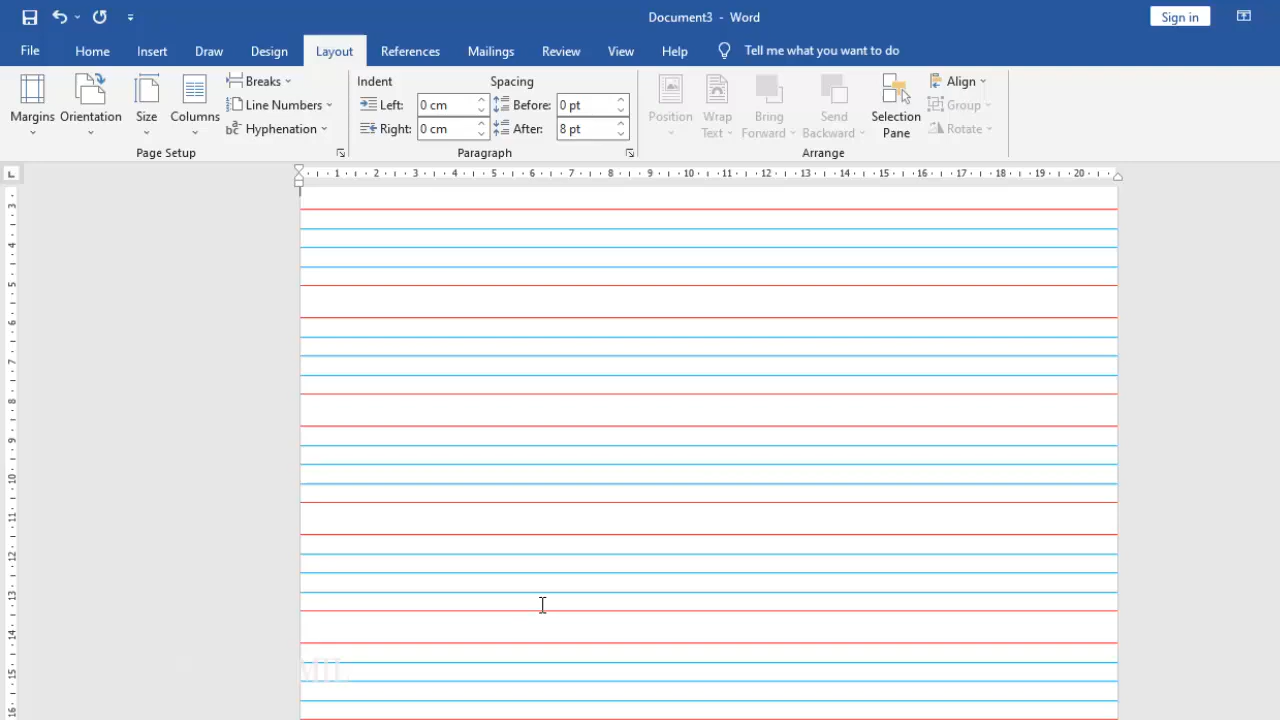 Document3 - Word
Sign in
File Home Insert Draw Design Layout References Mailings Review View Help Tell me what you want to do
Margins
Orientation
Size
Columns
Breaks
Line Numbers
Hyphenation
Page Setup
Indent
Left: 0 cm
Right: 0 cm
Spacing
Before: 0 pt
After: 8 pt
Paragraph
Position
Wrap
Text
Bring
Forward
Send
Backward
Selection
Pane
Align
Group
Rotate
Arrange
1 2 3 4 5 6 7 8 9 10 11 12 13 14 15 16 17 18 19 20
3
4
5
6
7
8
9
10
11
12
13
14
15
16